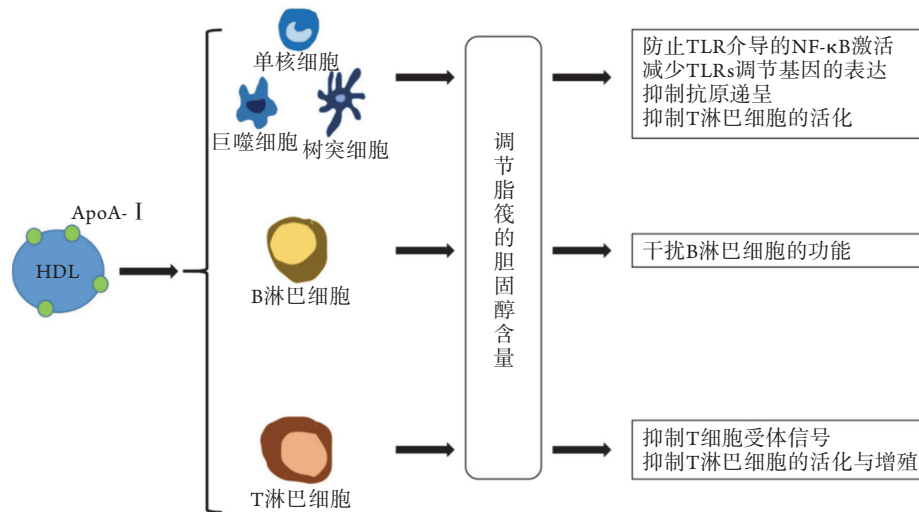 ApoA-Ⅰ
HDL
单核细胞
巨噬细胞
树突细胞
B淋巴细胞
T淋巴细胞
调节脂筏的胆固醇含量
防止TLR介导的NF-κB激活
减少TLRs调节基因的表达
抑制抗原递呈
抑制T淋巴细胞的活化
干扰B淋巴细胞的功能
抑制T细胞受体信号
抑制T淋巴细胞的活化与增殖